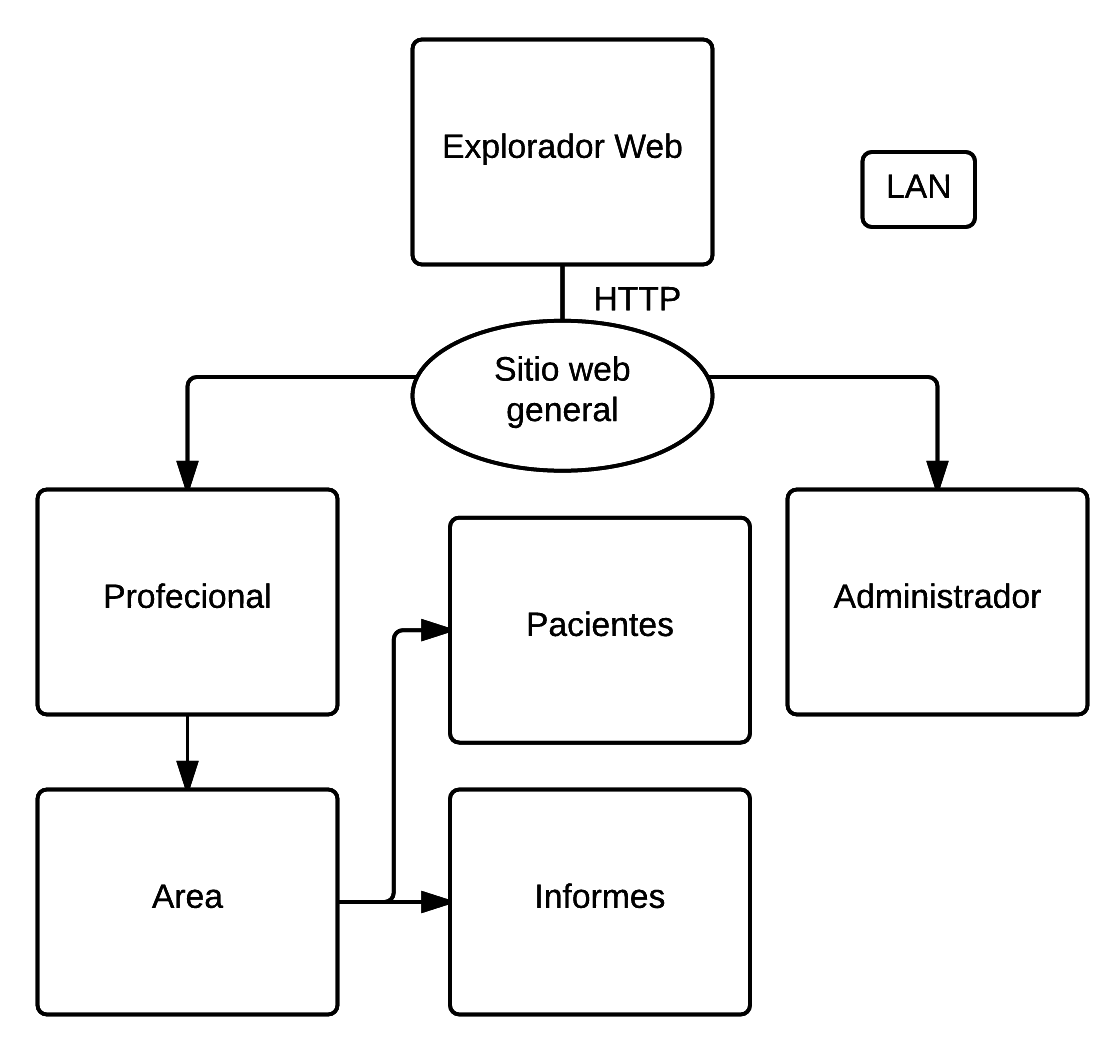 Explorador Web
LAN
HTTP
Sitio web
general
Profecional
Pacientes
Administrador
Area
Informes